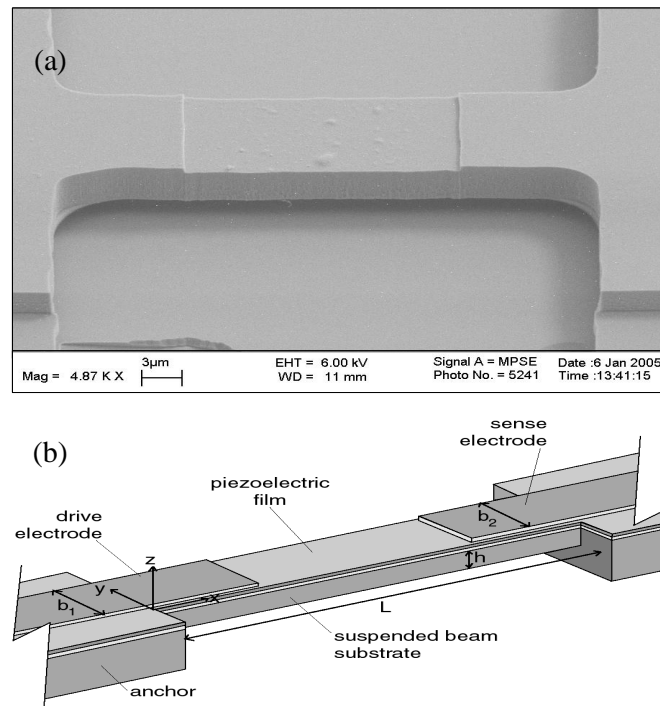 (a)
Mag = 4.87 K X
3µm
EHT = 6.00 kV
WD = 11 mm
Signal A = MPSE
Photo No. = 5241
Date :6 Jan 2005
Time :13:41:15
(b)
sense
electrode
piezoelectric
film
drive
electrode
b2
z
y
x
h
b1
L
suspended beam
substrate
anchor